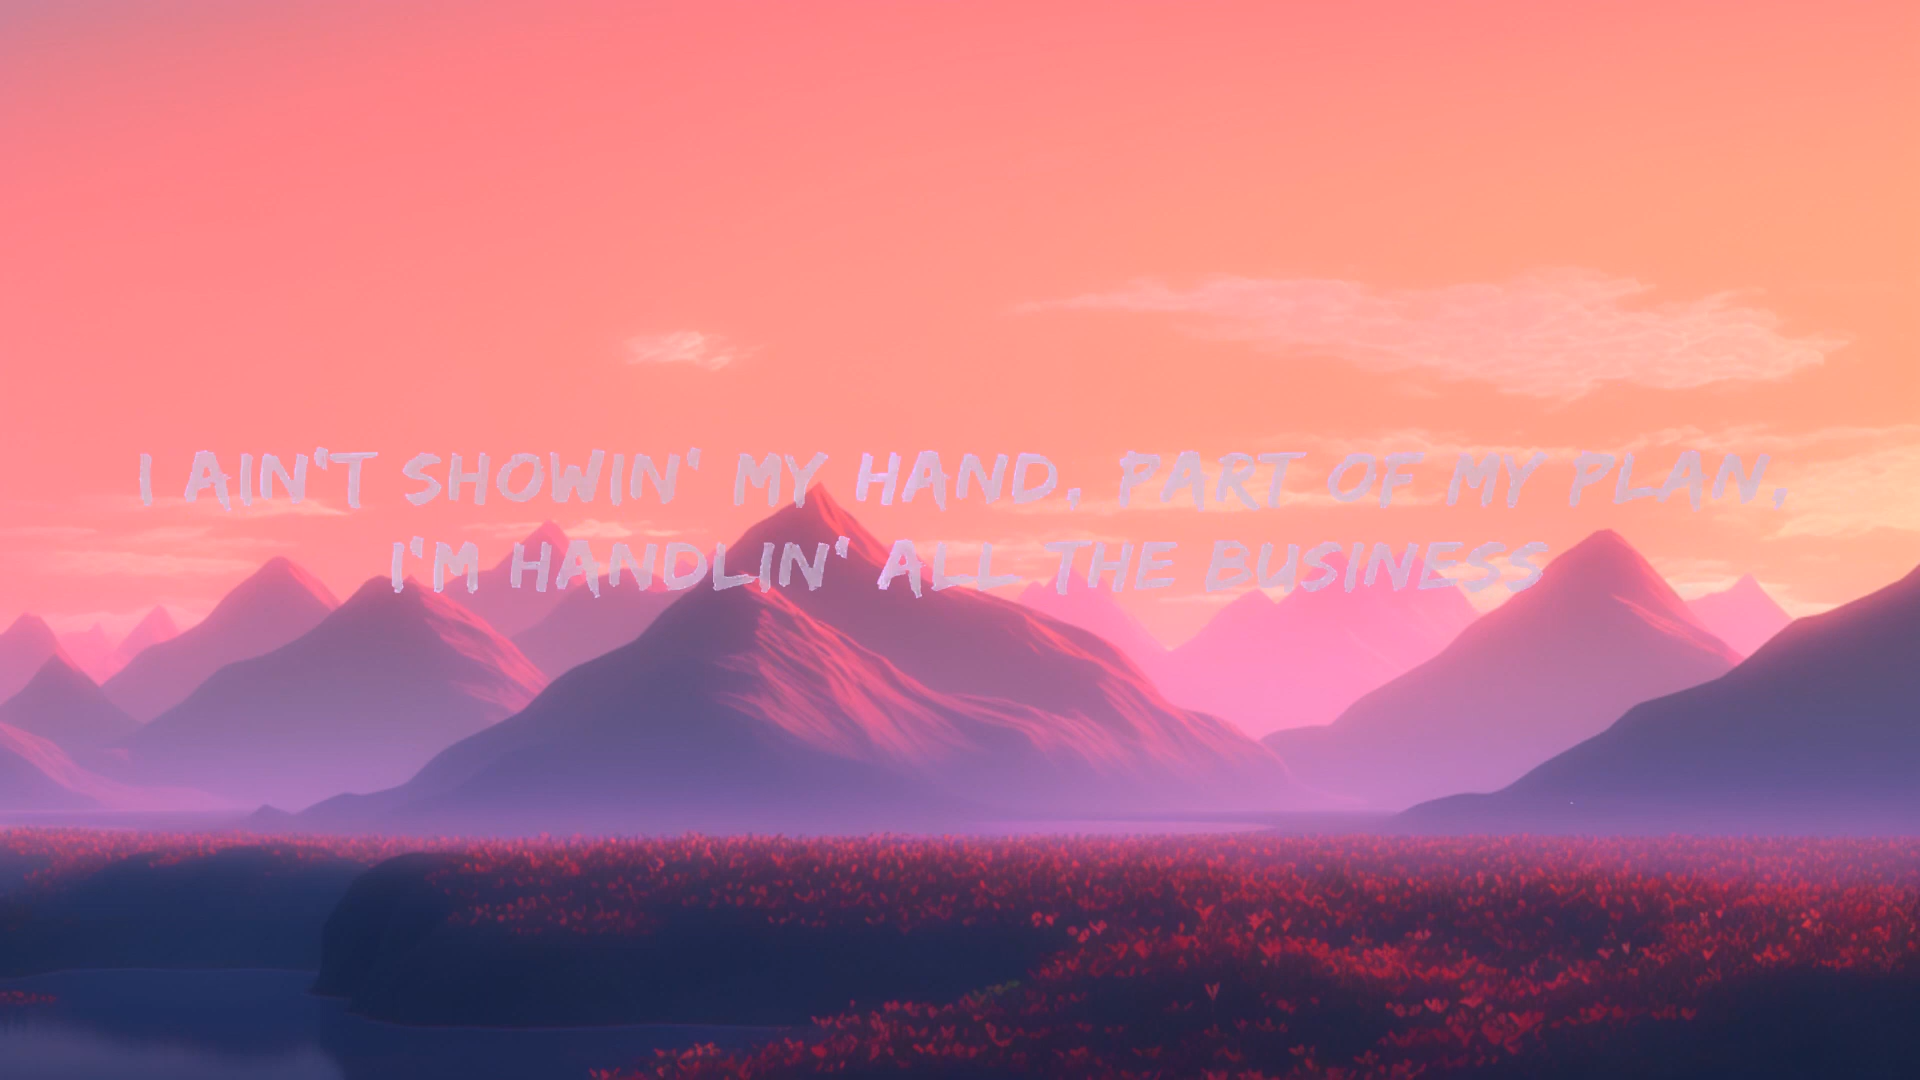 I AIN'T SHOWIN' MY HAND, PART OF MY PLAN,
I'M HANDLIN' ALL THE BUSINESS